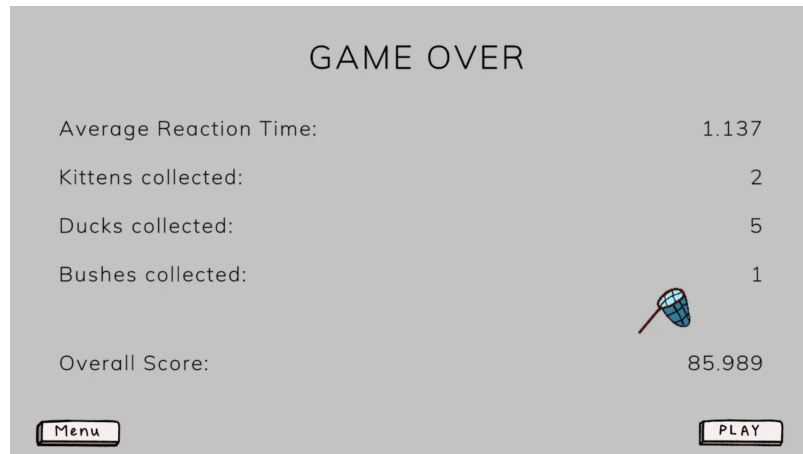 GAME OVER
Average Reaction Time: 1.137
Kittens collected: 2
Ducks collected: 5
Bushes collected: 1
Overall Score: 85.989
Menu PLAY